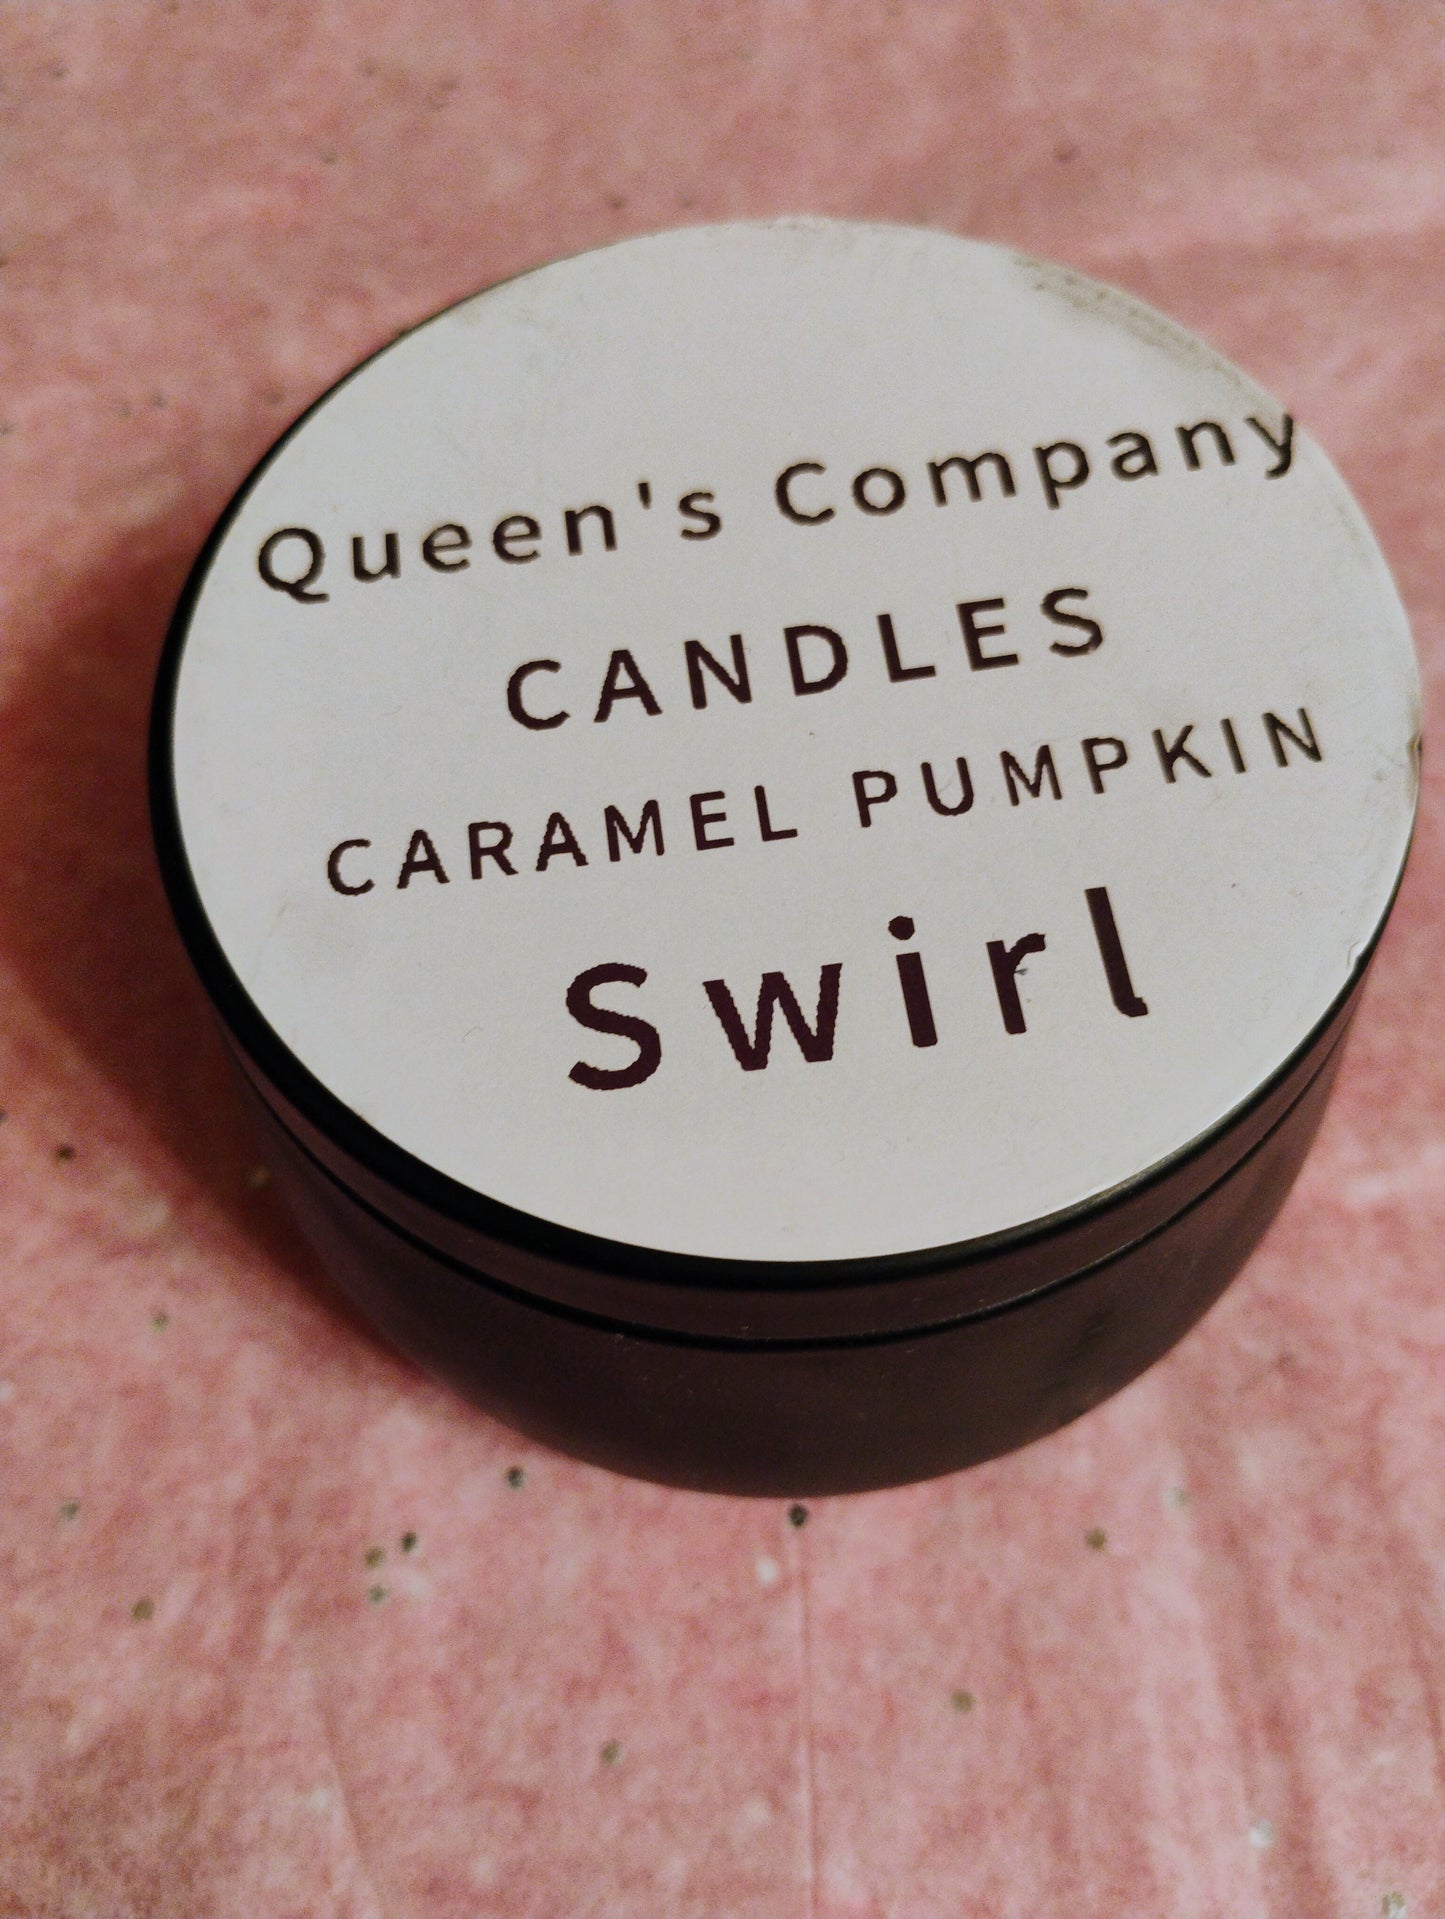 Queen's Company
CANDLES
CARAMEL PUMPKIN
Swirl